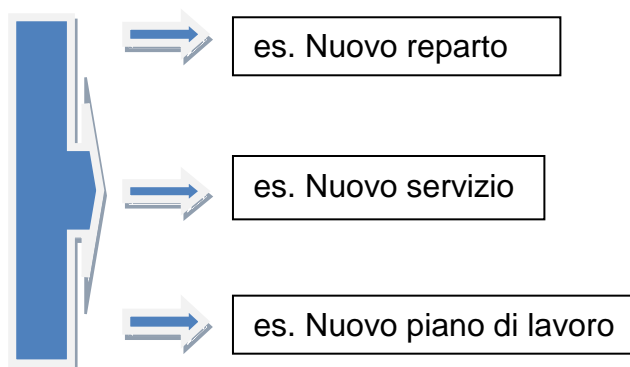 es. Nuovo reparto
es. Nuovo servizio
es. Nuovo piano di lavoro